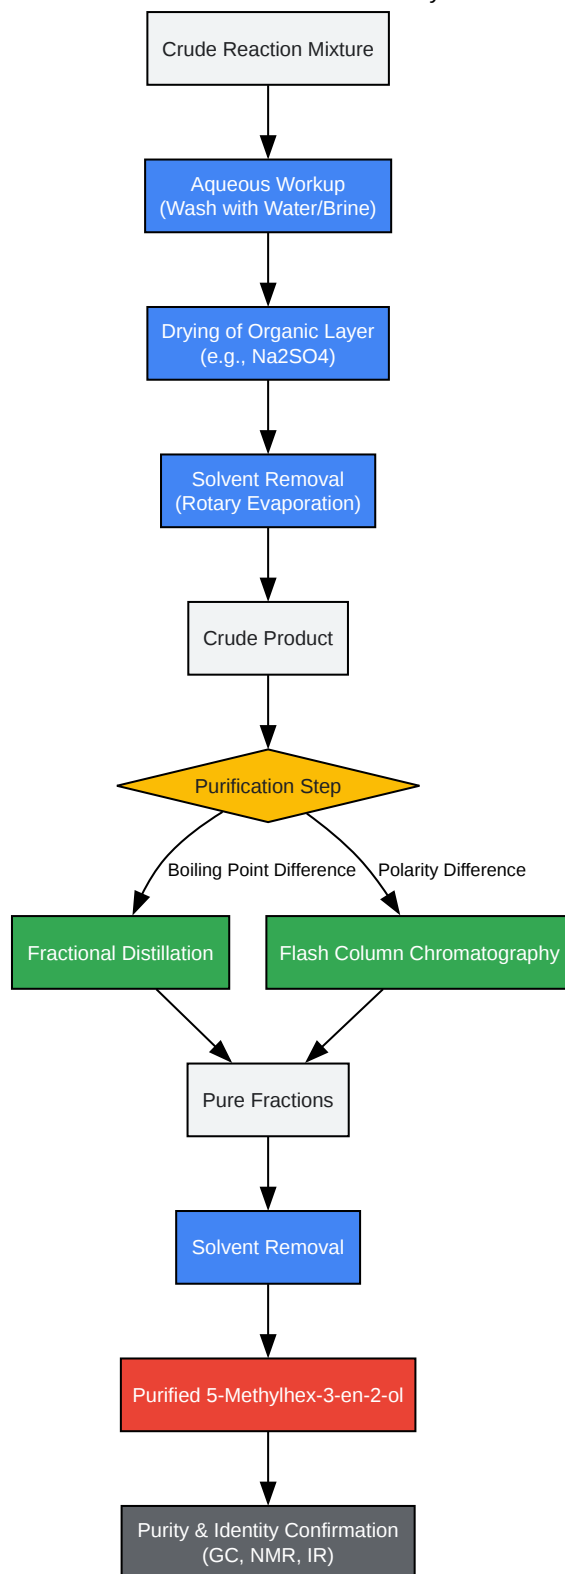 Crude Reaction Mixture
Aqueous Workup
(Wash with Water/Brine)
Drying of Organic Layer
(e.g., Na2SO4)
Solvent Removal
(Rotary Evaporation)
Crude Product
Purification Step
Boiling Point Difference
Polarity Difference
Fractional Distillation
Flash Column Chromatography
Pure Fractions
Solvent Removal
Purified 5-Methylhex-3-en-2-ol
Purity & Identity Confirmation
(GC, NMR, IR)